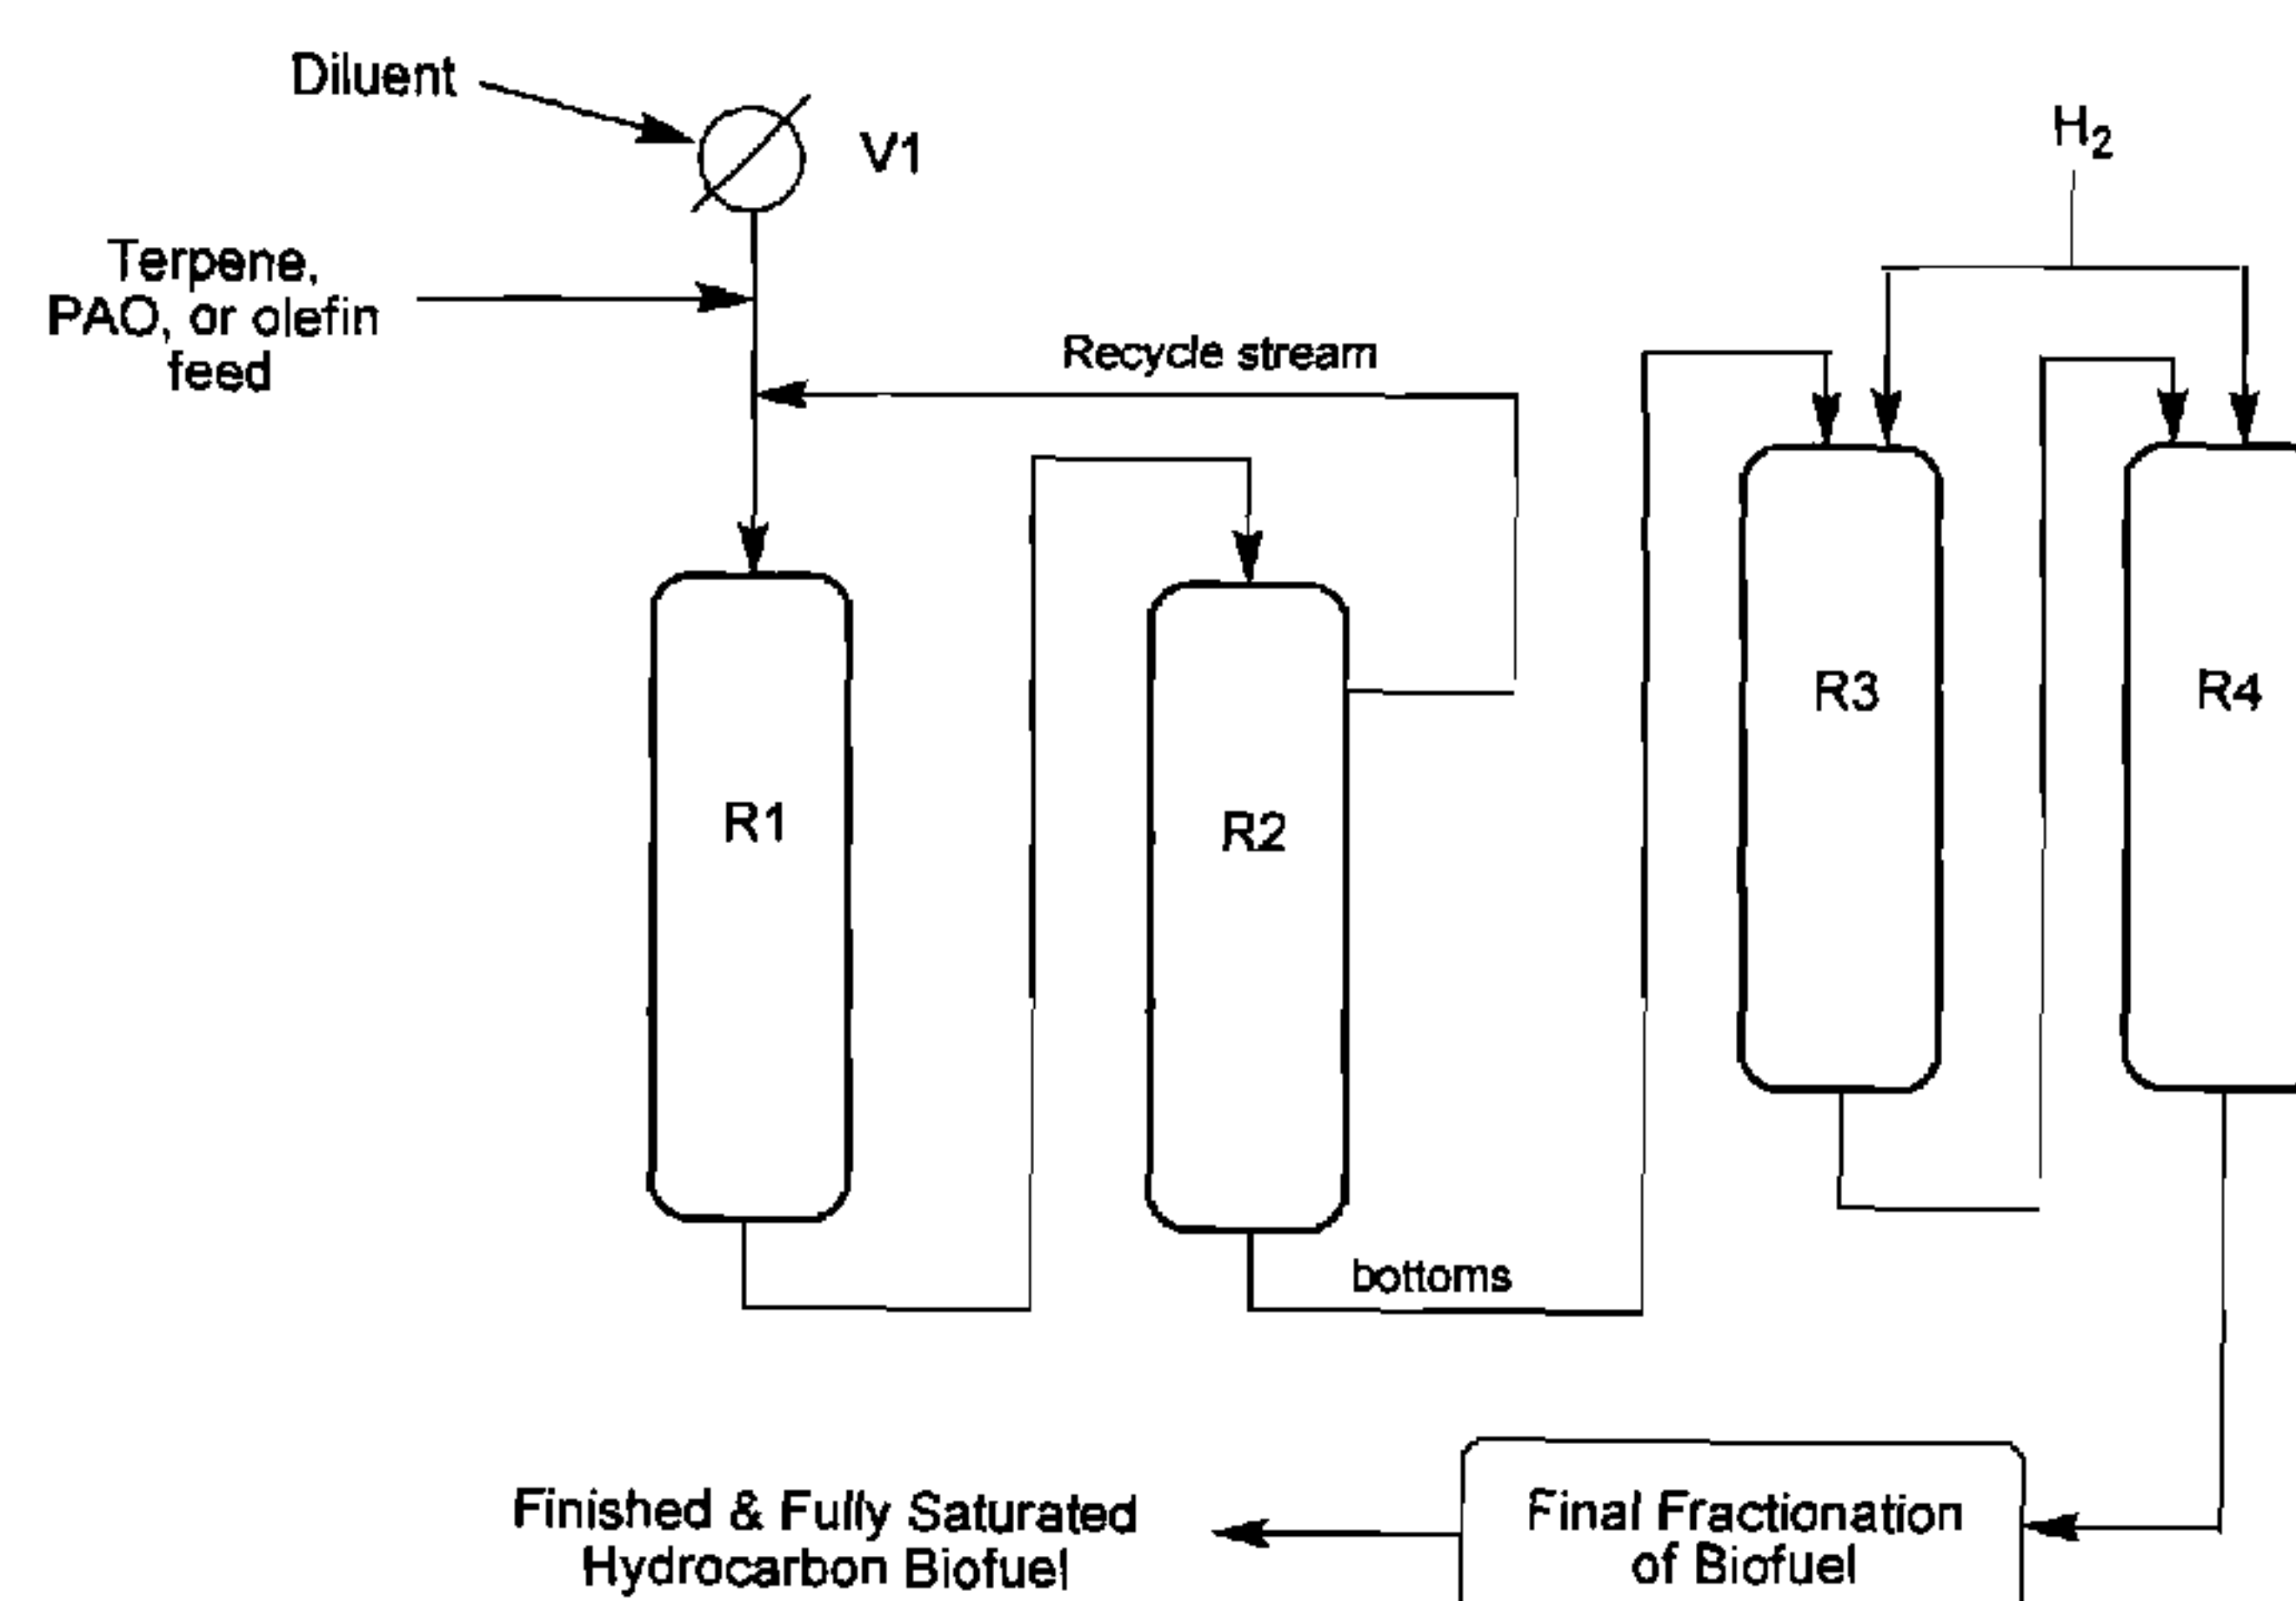 Diluent
V1
H2
Terpene,
PAO, or olefin
feed
Recycle stream
R1
R2
R3
R4
bottoms
Finished & Fully Saturated
Hydrocarbon Biofuel
Final Fractionation
of Biofuel